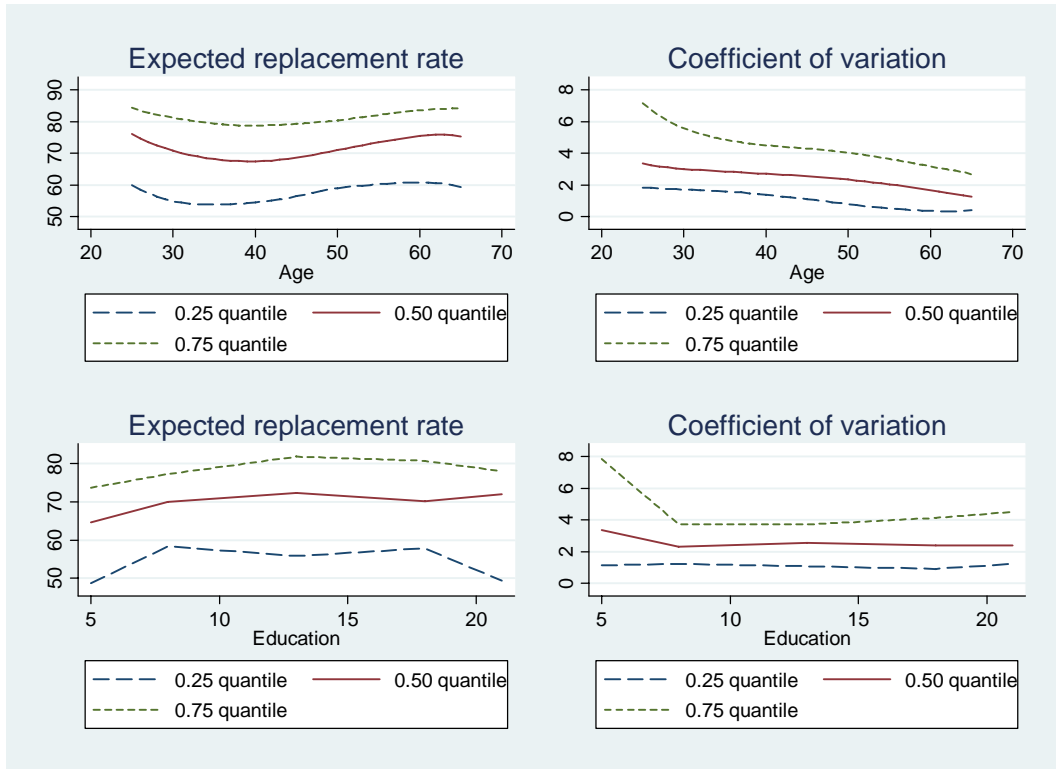 Expected replacement rate
90
80
70
60
50
20 30 40 50 60 70
Age
0.25 quantile 0.50 quantile
0.75 quantile
Coefficient of variation
8
6
4
2
0
20 30 40 50 60 70
Age
0.25 quantile 0.50 quantile
0.75 quantile
Expected replacement rate
80
70
60
50
5 10 15 20
Education
0.25 quantile 0.50 quantile
0.75 quantile
Coefficient of variation
8
6
4
2
0
5 10 15 20
Education
0.25 quantile 0.50 quantile
0.75 quantile